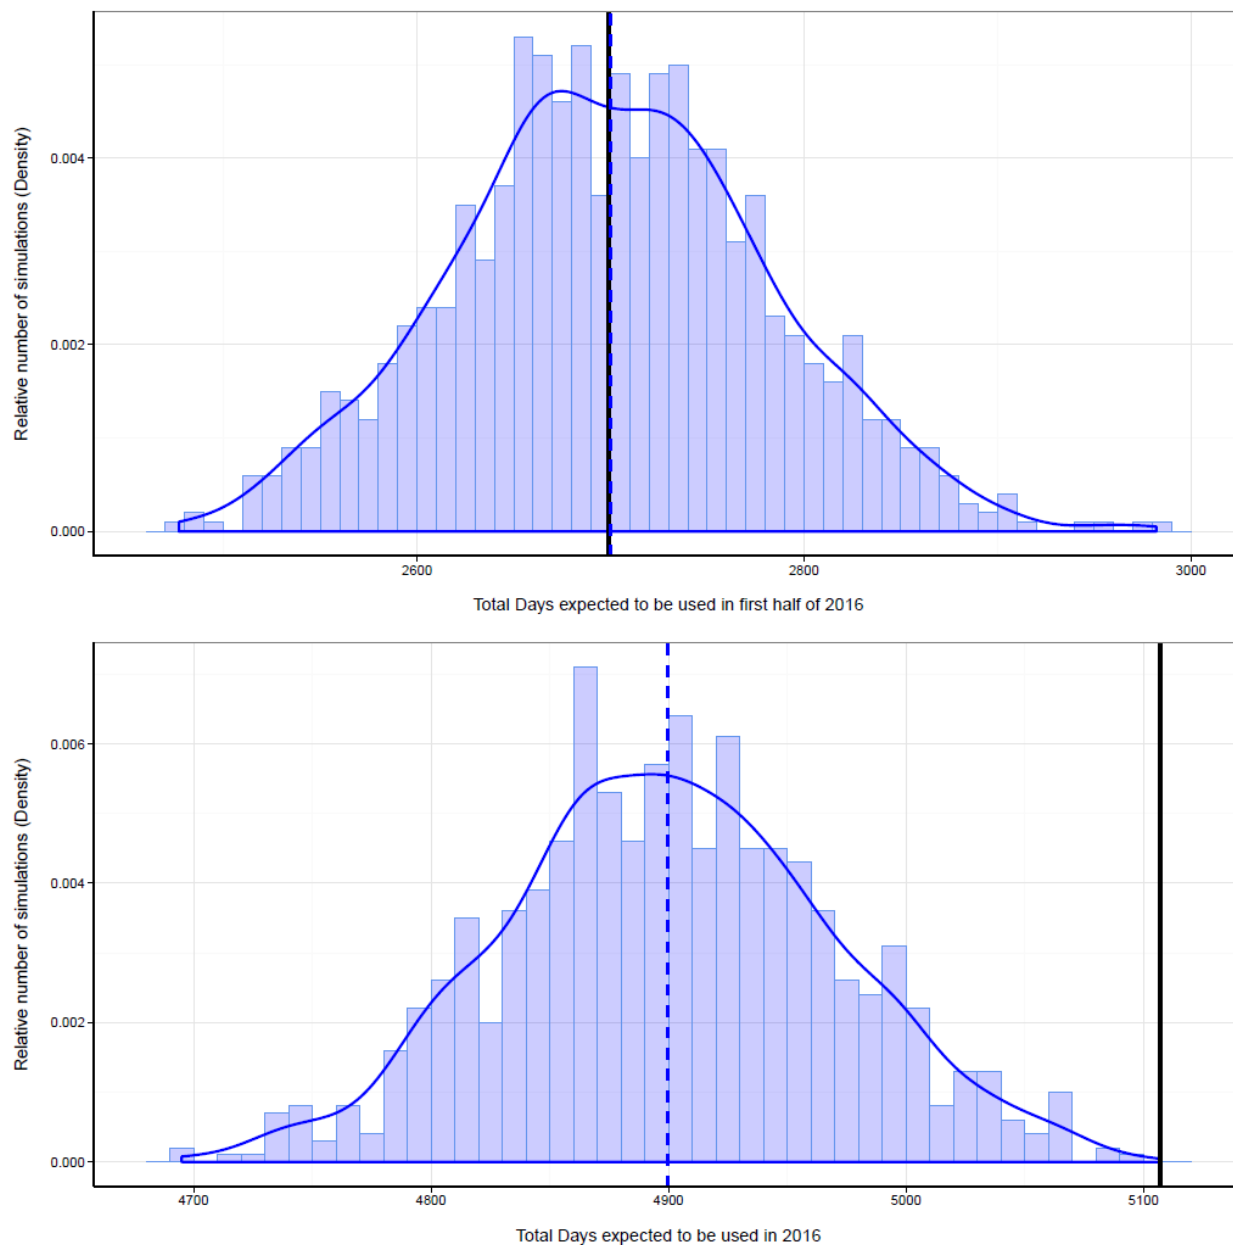 Relative number of simulations (Density)
0.004
0.002
0.000
2600 2800 3000
Total Days expected to be used in first half of 2016
Relative number of simulations (Density)
0.006
0.004
0.002
0.000
4700 4800 4900 5000 5100
Total Days expected to be used in 2016